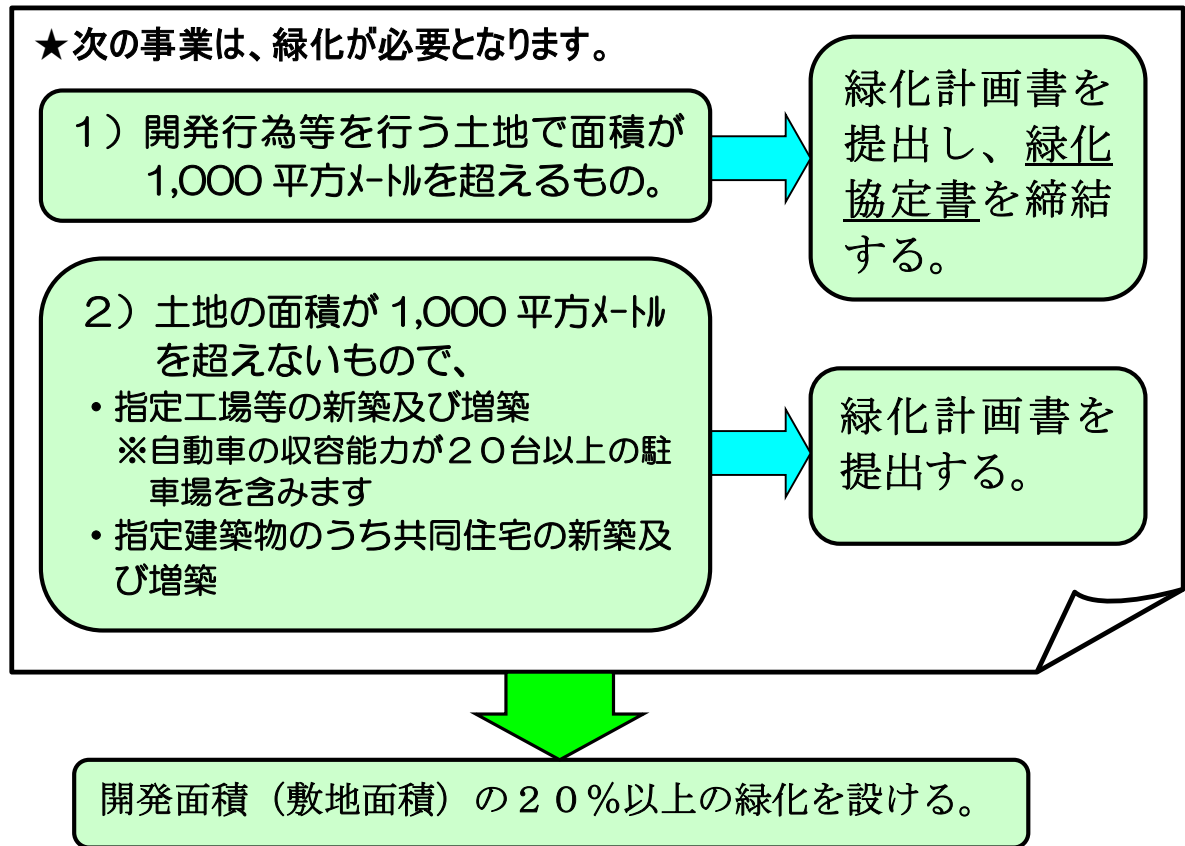 ★次の事業は、緑化が必要となります。
1）開発行為等を行う土地で面積が
1,000 平方ﾒｰﾄﾙを超えるもの。
緑化計画書を
提出し、緑化
協定書を締結
する。
2）土地の面積が 1,000 平方ﾒｰﾄﾙ
を超えないもので、
・指定工場等の新築及び増築
※自動車の収容能力が２０台以上の駐
車場を含みます
・指定建築物のうち共同住宅の新築及
び増築
緑化計画書を
提出する。
開発面積（敷地面積）の２０％以上の緑化を設ける。